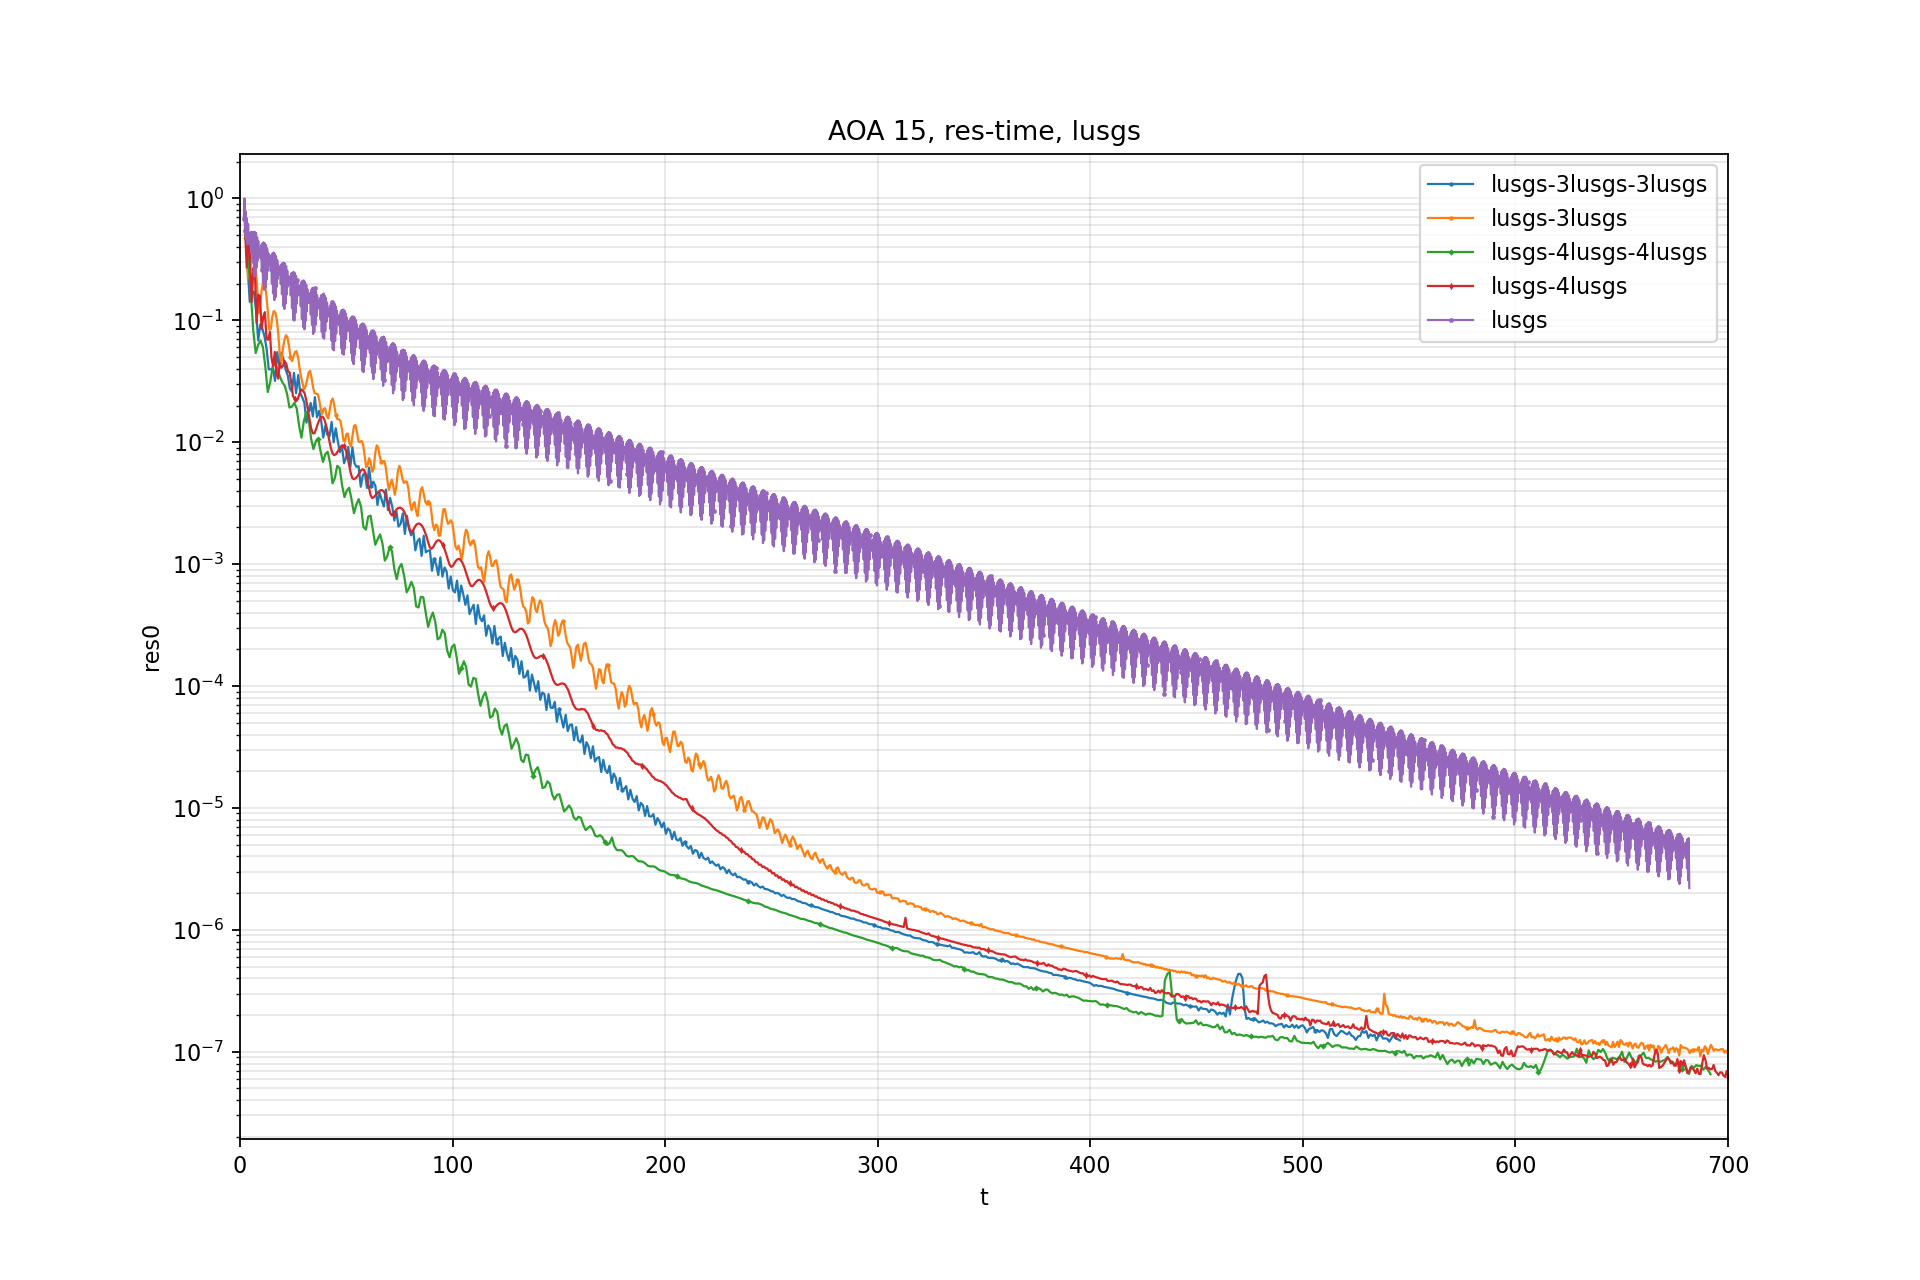 AOA 15, res-time, lusgs
lusgs-3lusgs-3lusgs
lusgs-3lusgs
lusgs-4lusgs-4lusgs
lusgs-4lusgs
lusgs
res0
10⁰
10⁻¹
10⁻²
10⁻³
10⁻⁴
10⁻⁵
10⁻⁶
10⁻⁷
0 100 200 300 400 500 600 700
t